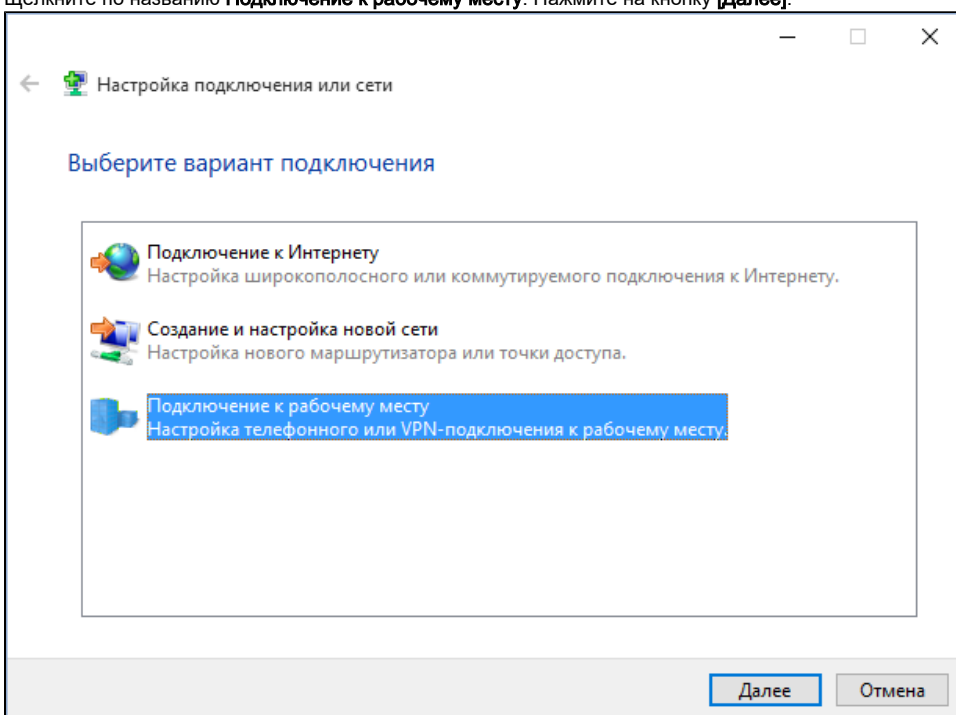 Щелкните по названию Подключение к рабочему месту. Нажмите на кнопку [Далее].
Настройка подключения или сети
Выберите вариант подключения
Подключение к Интернету
Настройка широкополосного или коммутируемого подключения к Интернету.
Создание и настройка новой сети
Настройка нового маршрутизатора или точки доступа.
Подключение к рабочему месту
Настройка телефонного или VPN-подключения к рабочему месту.
Далее
Отмена